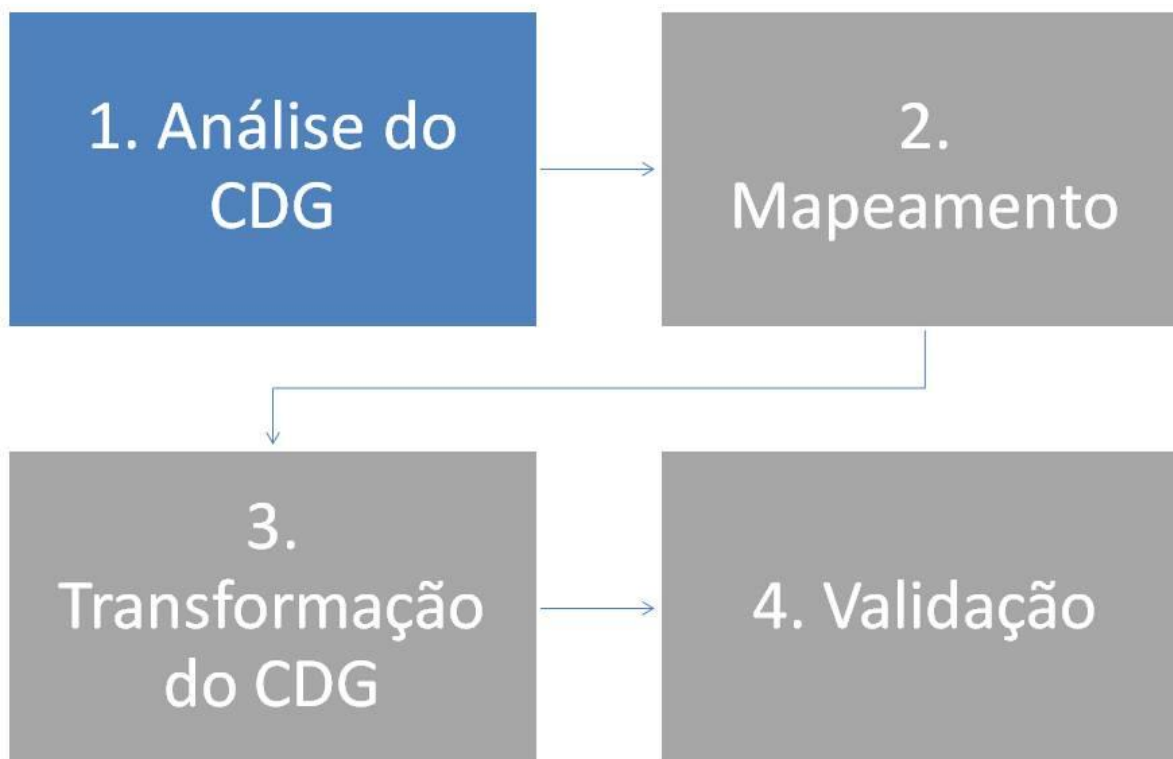 1. Análise do
CDG
2.
Mapeamento
3.
Transformação
do CDG
4. Validação